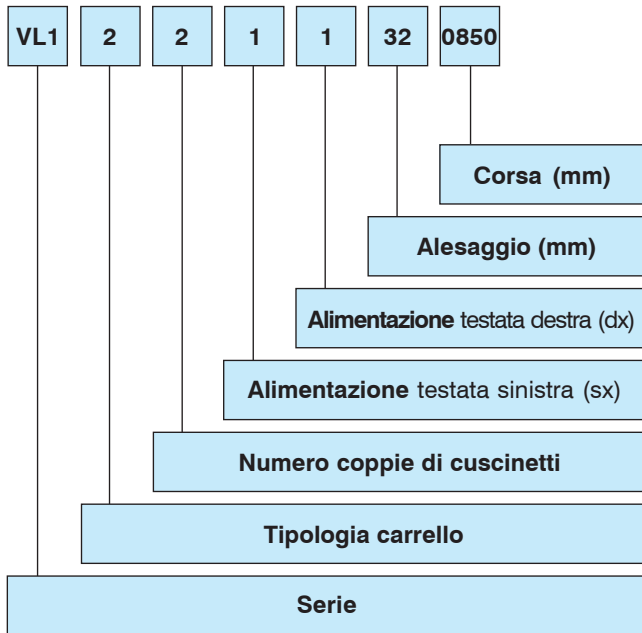 VL1 2 2 1 1 32 0850
Corsa (mm)
Alesaggio (mm)
Alimentazione testata destra (dx)
Alimentazione testata sinistra (sx)
Numero coppie di cuscinetti
Tipologia carrello
Serie